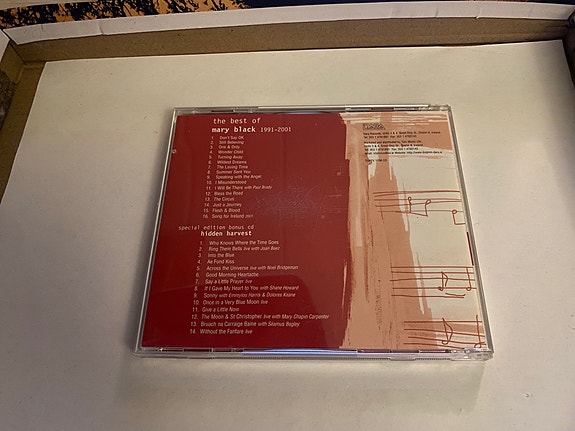 the best of
mary black 1991-2001
1. Don't Say OK
2. Still Believing
3. One & Only
4. Wonder Child
5. Turning Away
6. Wildest Dreams
7. The Loving Time
8. Summer Sent You
9. Speaking with the Angel
10. I Misunderstood
11. I Will Be There with Paul Brady
12. Bless the Road
13. The Circus
14. Just a Journey
15. Flesh & Blood
16. Song for Ireland 2001
special edition bonus cd
hidden harvest
1. Who Knows Where the Time Goes
2. Ring Them Bells live with Joan Baez
3. Into the Blue
4. As Fond Kiss
5. Across the Universe live with Noel Bridgeman
6. Good Morning Heartache
7. Say a Little Prayer live
8. If I Gave My Heart to You with Shane Howard
9. Sonny with Emmylou Harris & Dolores Keane
10. Once in a Very Blue Moon live
11. Give a Little Now
12. The Moon & St Christopher live with Mary Chapin Carpenter
13. Bruach na Carraige Baine with Séamus Begley
14. Without the Fanfare live